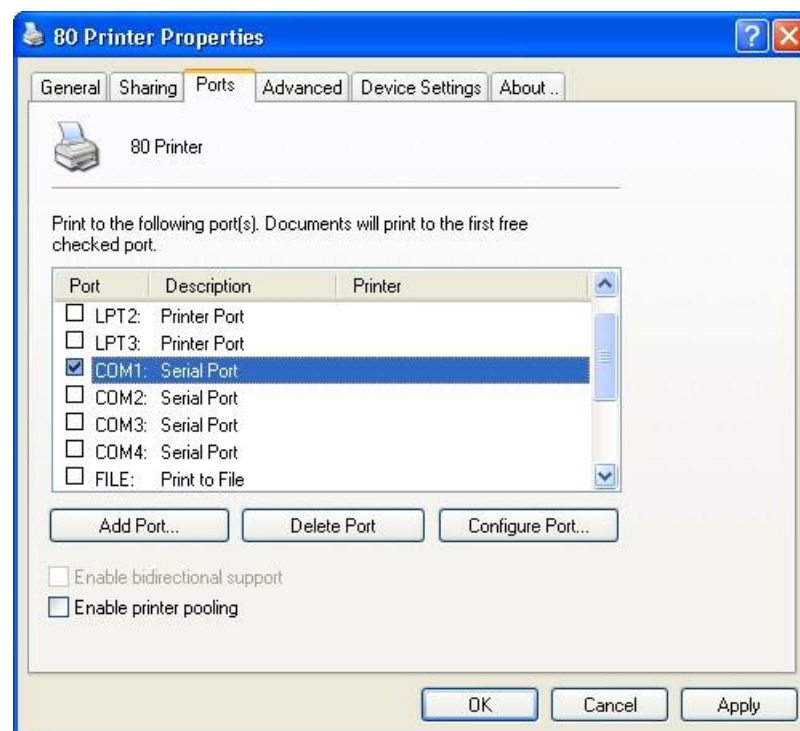 80 Printer Properties
General Sharing Ports Advanced Device Settings About ..
80 Printer
Print to the following port(s). Documents will print to the first free
checked port.
Port Description Printer
LPT2: Printer Port
LPT3: Printer Port
COM1: Serial Port
COM2: Serial Port
COM3: Serial Port
COM4: Serial Port
FILE: Print to File
Add Port... Delete Port Configure Port...
Enable bidirectional support
Enable printer pooling
OK Cancel Apply